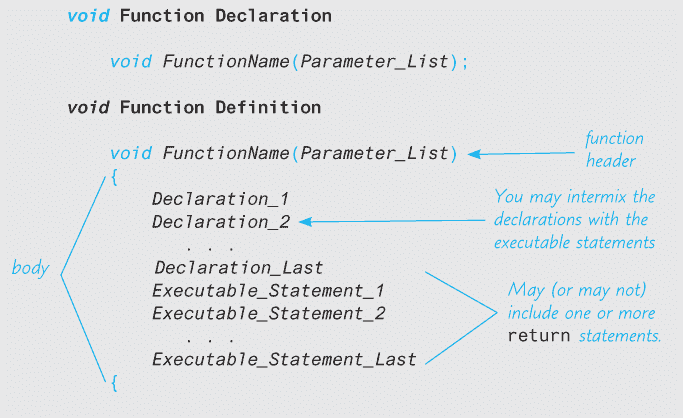 void Function Declaration
void FunctionName(Parameter_List);
void Function Definition
void FunctionName(Parameter_List)
function
header
{
Declaration_1
Declaration_2
. . .
Declaration_Last
Executable_Statement_1
Executable_Statement_2
. . .
Executable_Statement_Last
{
body
You may intermix the
declarations with the
executable statements
May (or may not)
include one or more
return statements.